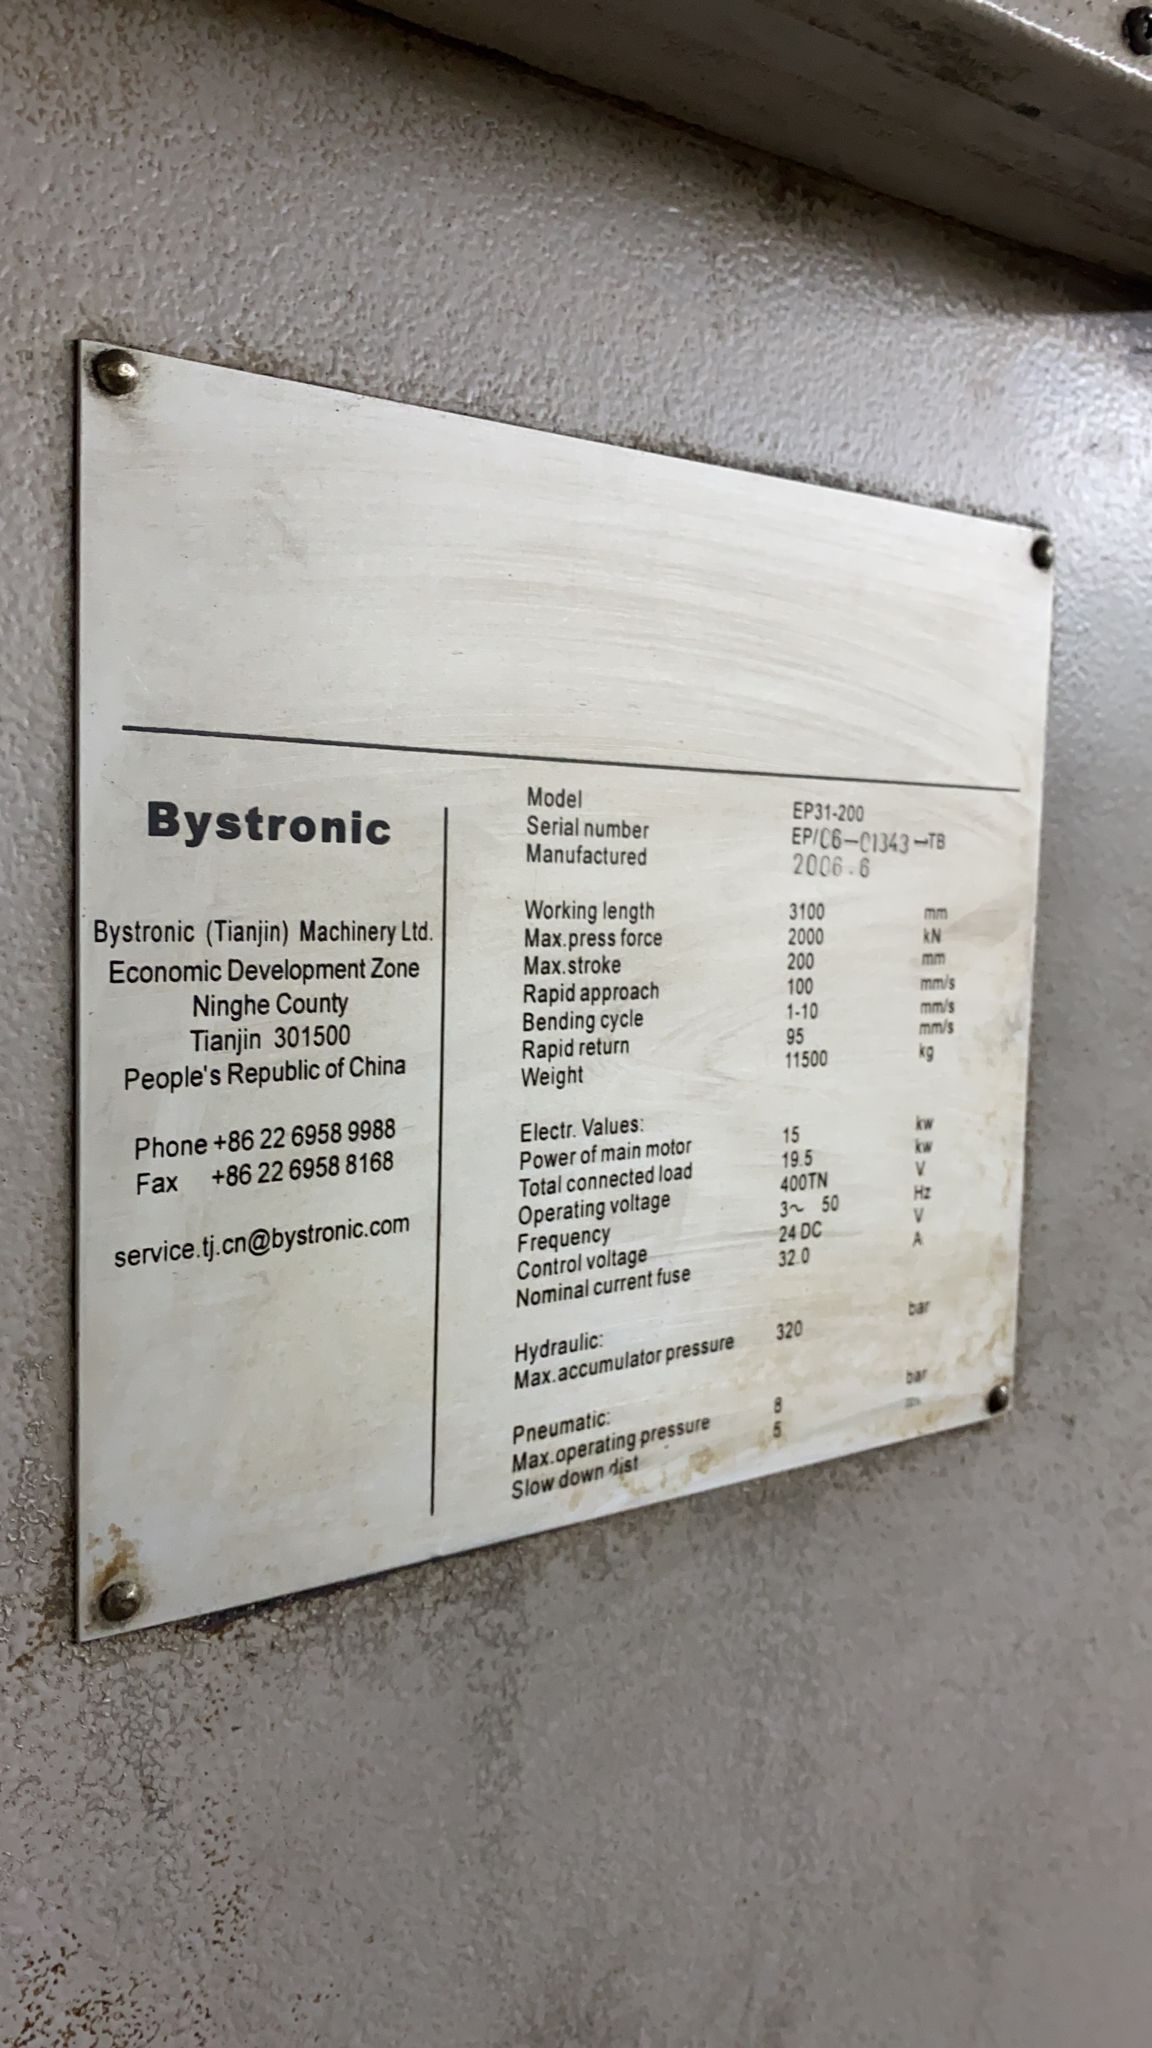 Bystronic
Bystronic (Tianjin) Machinery Ltd.
Economic Development Zone
Ninghe County
Tianjin 301500
People's Republic of China
Phone +86 22 6958 9988
Fax +86 22 6958 8168
service.tj.cn@bystronic.com
Model EP31-200
Serial number EP/06-01343-TB
Manufactured 2006.6
Working length 3100 mm
Max.press force 2000 kN
Max.stroke 200 mm
Rapid approach 100 mm/s
Bending cycle 1-10 mm/s
Rapid return 95 mm/s
Weight 11500 kg
Electr. Values:
Power of main motor 15 kw
Total connected load 19.5 kw
Operating voltage 400TN V
Frequency 3~ 50 Hz
Control voltage 24 DC V
Nominal current fuse 32.0 A
Hydraulic:
Max.accumulator pressure 320 bar
Pneumatic:
Max.operating pressure 8 bar
Slow down dist 5